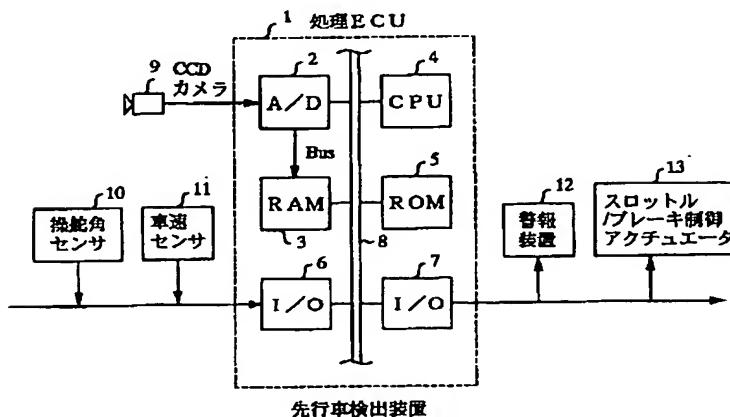 1 処理ECU
2
4
9 CCD
カメラ
A/D
CPU
Bus
5
10
11
RAM
ROM
12
13
操舵角
センサ
車速
センサ
3
8
警報
装置
スロットル
/ブレーキ制御
アクチュエータ
6
7
I/O
I/O
先行車検出装置